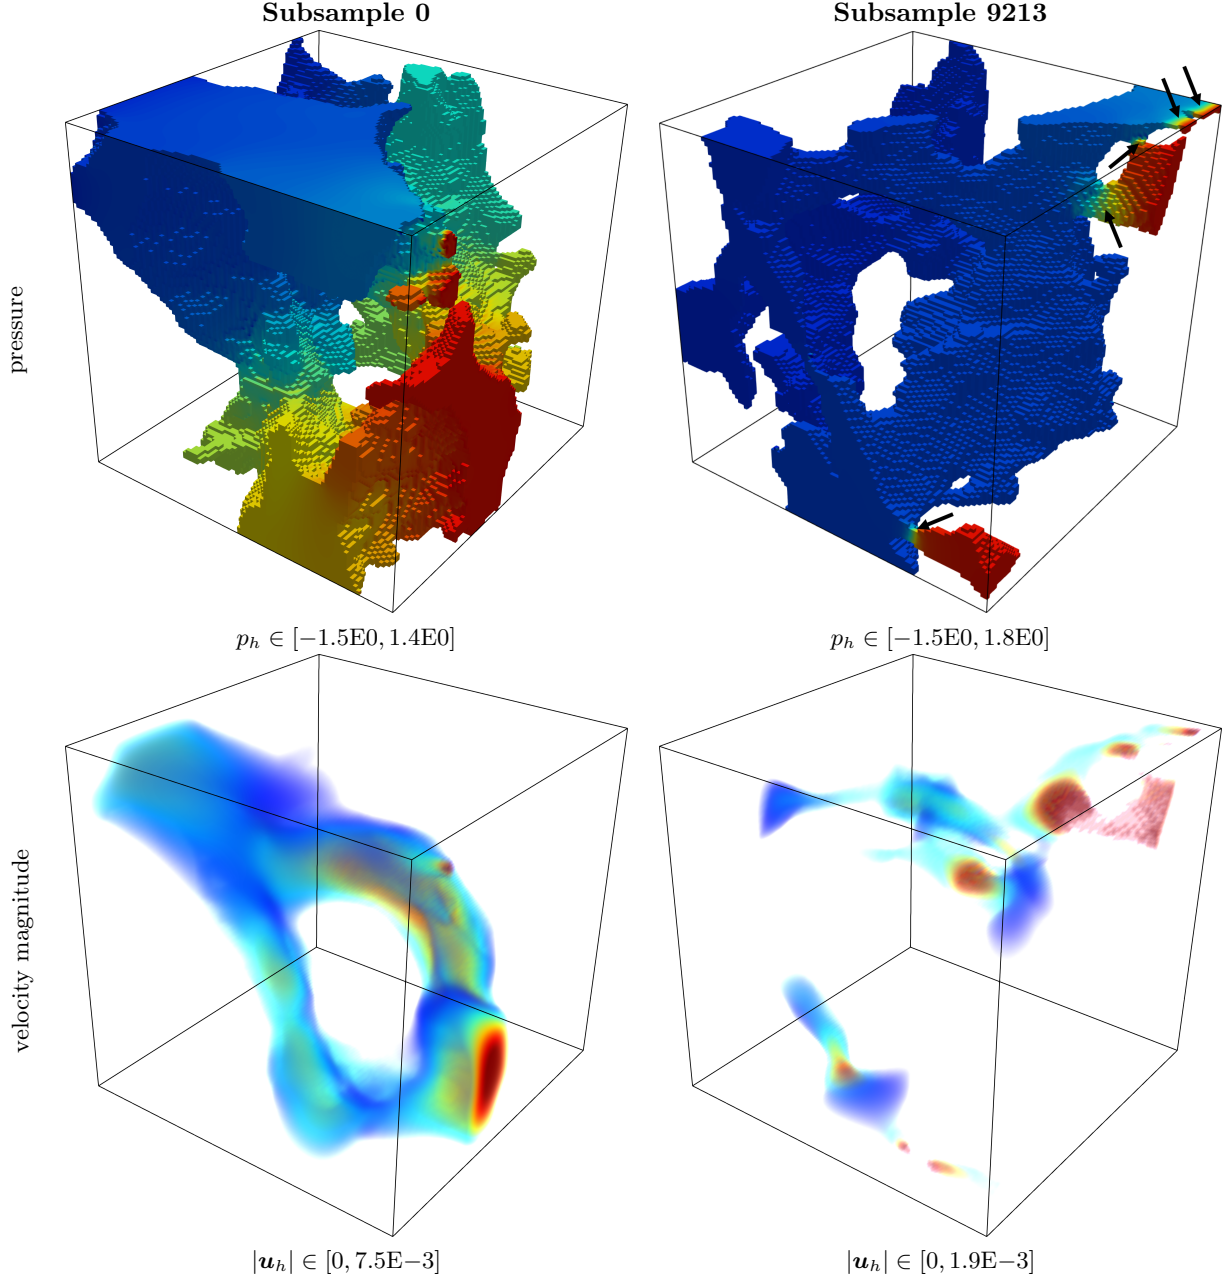 Subsample 0
Subsample 9213
pressure
p_h ∈ [−1.5E0, 1.4E0]
p_h ∈ [−1.5E0, 1.8E0]
velocity magnitude
|u_h| ∈ [0, 7.5E−3]
|u_h| ∈ [0, 1.9E−3]